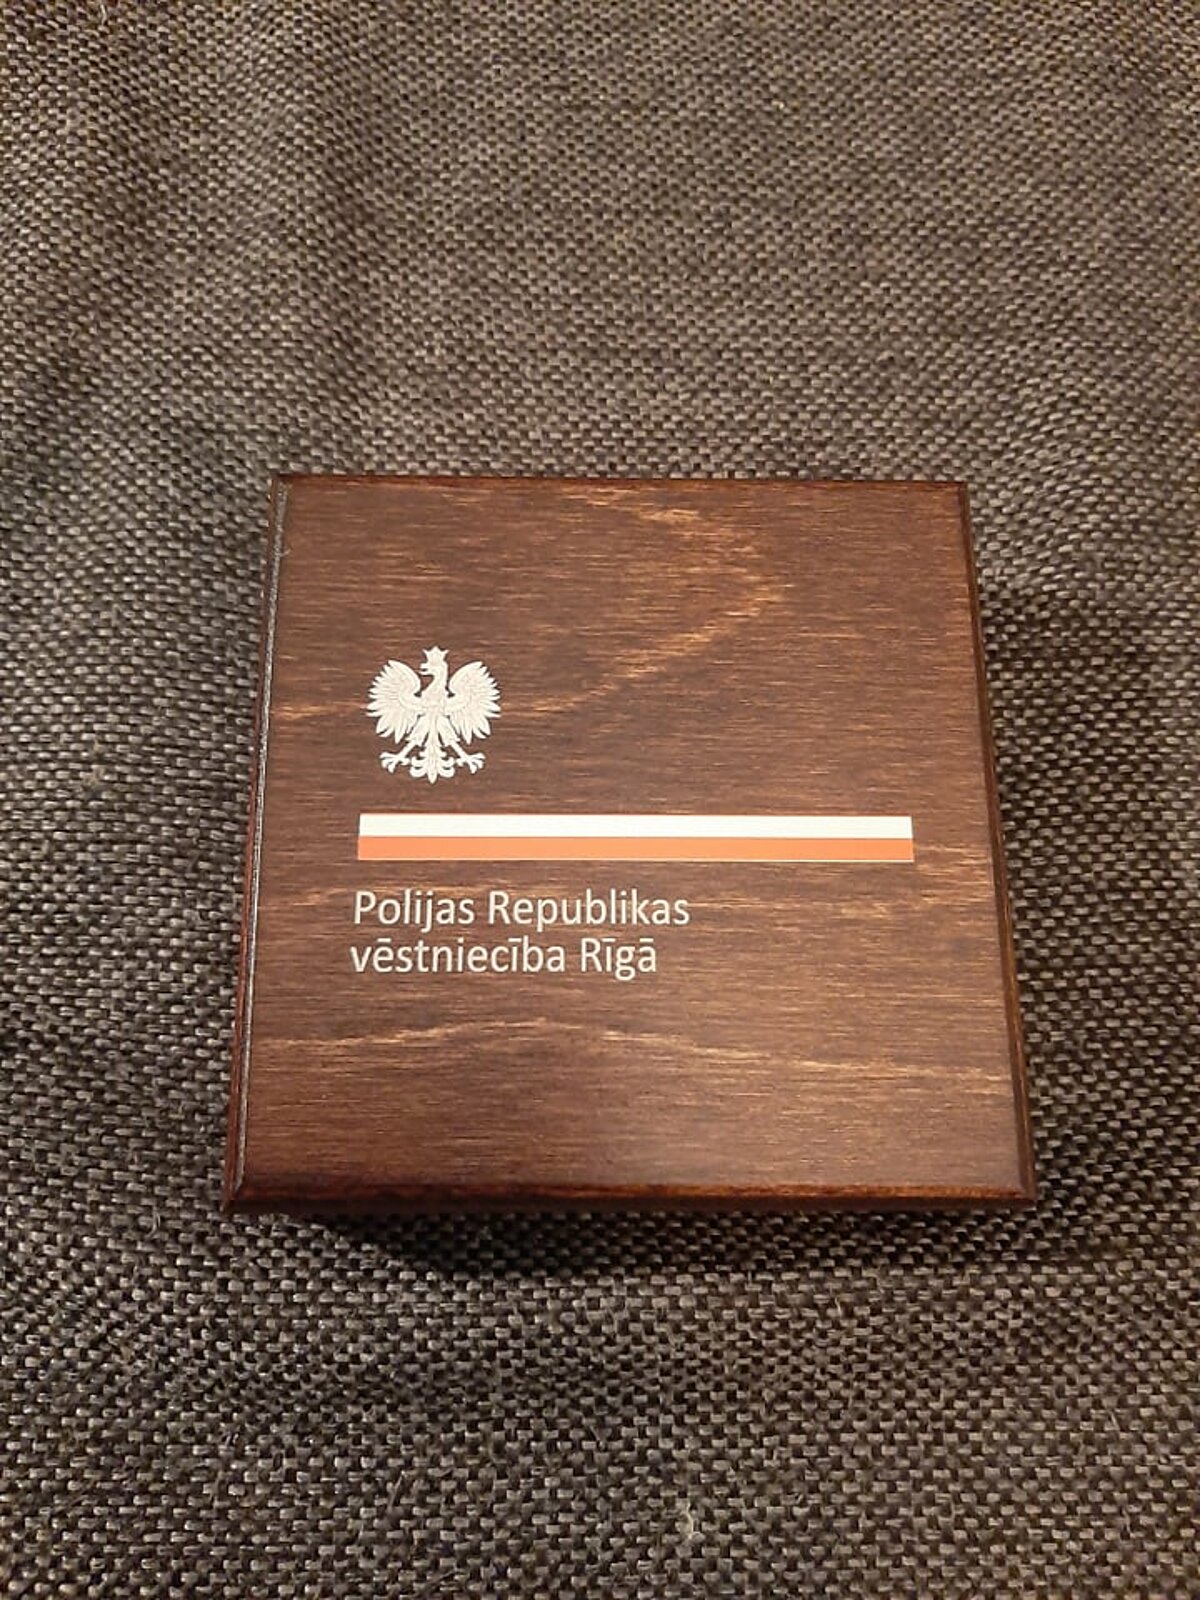 Polijas Republikas
vēstniecība Rīgā